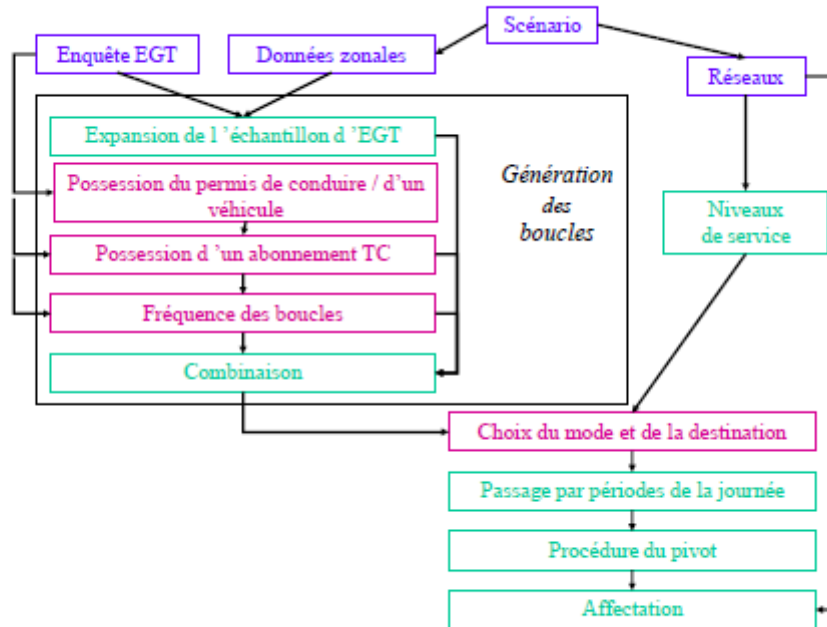 Scénario
Enquête EGT
Données zonales
Réseaux
Expansion de l ’échantillon d ’EGT
Possession du permis de conduire / d’un
véhicule
Génération
des
boucles
Niveaux
de service
Possession d ’un abonnement TC
Fréquence des boucles
Combinaison
Choix du mode et de la destination
Passage par périodes de la journée
Procédure du pivot
Affectation